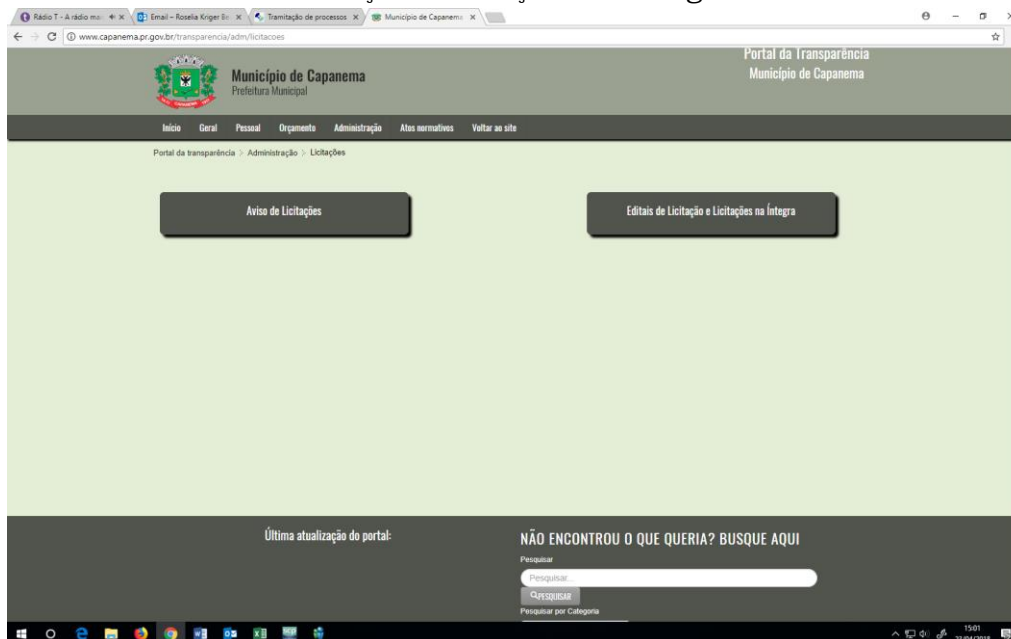 Rádio T - A rádio ma
Email – Roselia Kriger Be
Tramitação de processos
Município de Capanema
www.capanema.pr.gov.br/transparencia/adm/licitacoes
Portal da Transparência
Município de Capanema
Município de Capanema
Prefeitura Municipal
Início Geral Pessoal Orçamento Administração Atos normativos Voltar ao site
Portal da transparência > Administração > Licitações
Aviso de Licitações
Editais de Licitação e Licitações na Íntegra
Última atualização do portal:
NÃO ENCONTROU O QUE QUERIA? BUSQUE AQUI
Pesquisar
Pesquisar...
PESQUISAR
Pesquisar por Categoria
15:01